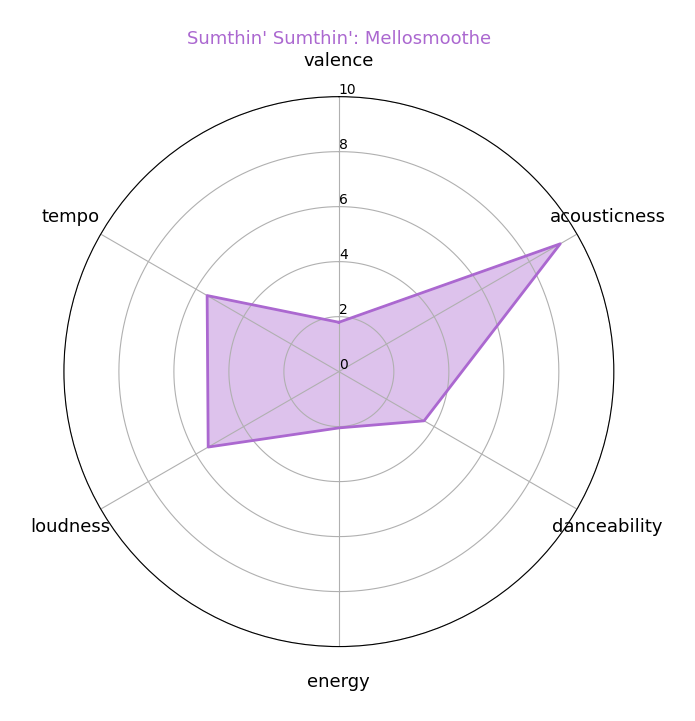 Sumthin' Sumthin': Mellosmoothe
valence
10
8
6
4
2
0
tempo
acousticness
loudness
danceability
energy